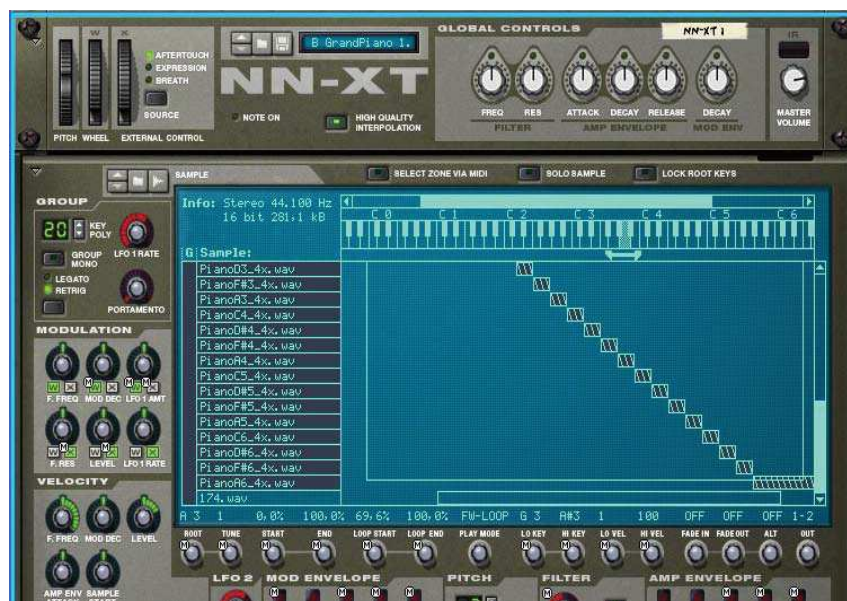 W X
AFTERTOUCH
EXPRESSION
BREATH
SOURCE
PITCH WHEEL EXTERNAL CONTROL
B GrandPiano 1.
NN-XT
NOTE ON
HIGH QUALITY INTERPOLATION
GLOBAL CONTROLS
NN-XT 1
FREQ RES ATTACK DECAY RELEASE DECAY
FILTER AMP ENVELOPE MOD ENV
MASTER VOLUME
SAMPLE
SELECT ZONE VIA MIDI SOLO SAMPLE LOCK ROOT KEYS
GROUP
20 KEY POLY
GROUP MONO
LFO 1 RATE
LEGATO
RETRIG
PORTAMENTO
MODULATION
W X M W X M W M X
F. FREQ MOD DEC LFO 1 AMT
W M X W M X W X
F. RES LEVEL LFO 1 RATE
VELOCITY
F. FREQ MOD DEC LEVEL
AMP ENV ATTACK SAMPLE START
Info: Stereo 44.100 Hz
16 bit 281,1 kB
C 0 C 1 C 2 C 3 C 4 C 5 C 6
G Sample:
PianoD3_4x.wav
PianoF#3_4x.wav
PianoA3_4x.wav
PianoC4_4x.wav
PianoD#4_4x.wav
PianoF#4_4x.wav
PianoA4_4x.wav
PianoC5_4x.wav
PianoD#5_4x.wav
PianoF#5_4x.wav
PianoA5_4x.wav
PianoC6_4x.wav
PianoD#6_4x.wav
PianoF#6_4x.wav
PianoA6_4x.wav
174.wav
A 3 1 0,0% 100,0% 69,6% 100,0% FW-LOOP G 3 A#3 1 100 OFF OFF OFF 1-2
ROOT TUNE START END LOOP START LOOP END PLAY MODE LO KEY HI KEY LO VEL HI VEL FADE IN FADE OUT ALT OUT
LFO 2 MOD ENVELOPE PITCH FILTER AMP ENVELOPE